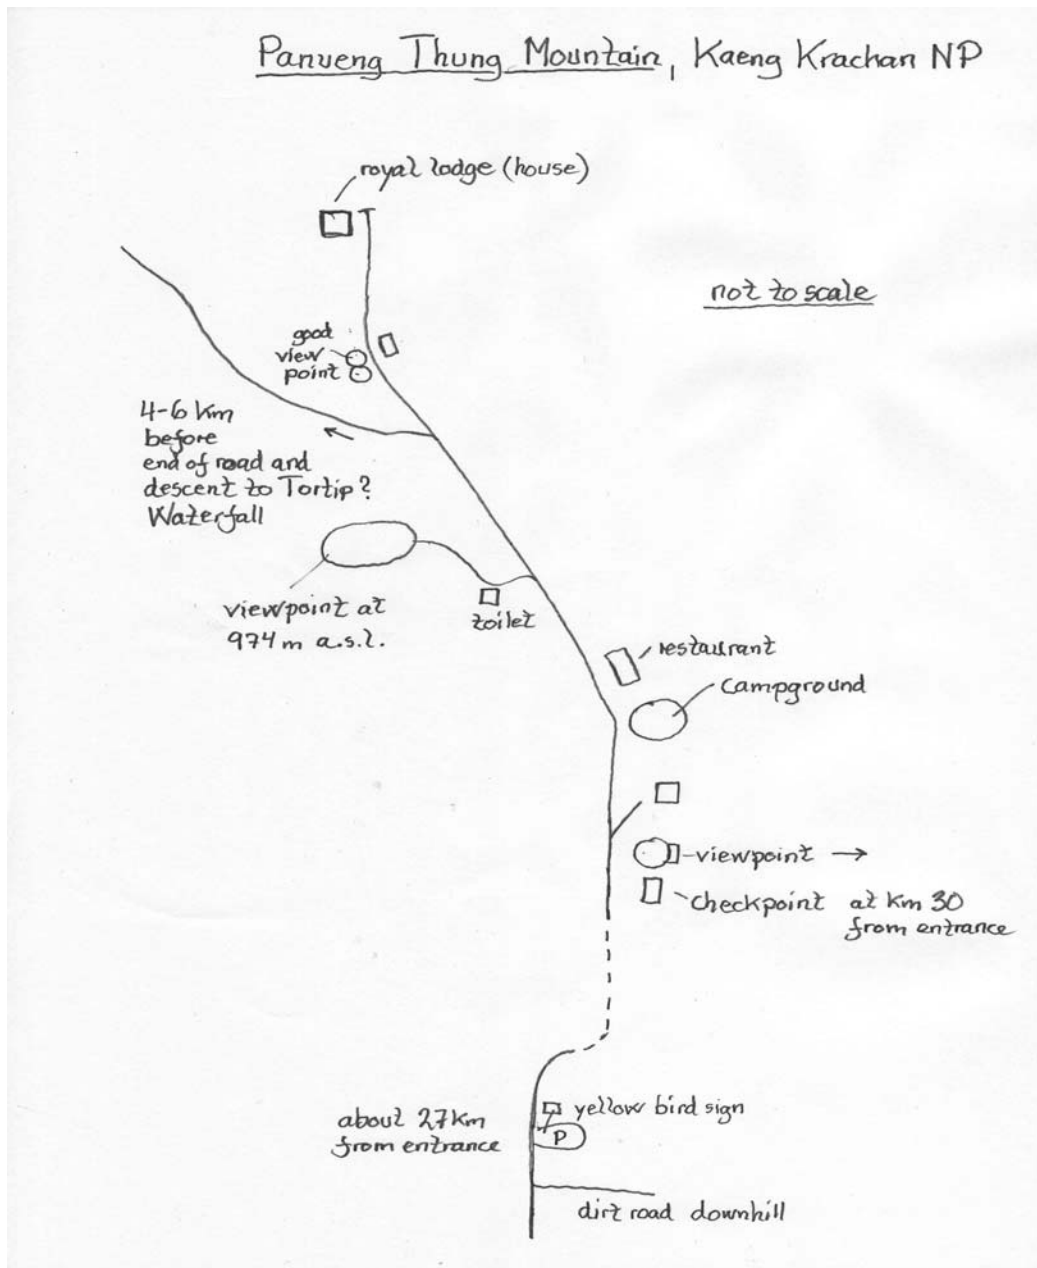 Panueng Thung Mountain, Kaeng Krachan NP
royal lodge (house)
not to scale
good
view
point
4-6 Km
before
end of road and
descent to Tortip?
Waterfall
viewpoint at
974 m a.s.l.
toilet
restaurant
Campground
viewpoint →
Checkpoint at Km 30
from entrance
yellow bird sign
P
about 27 Km
from entrance
dirt road downhill